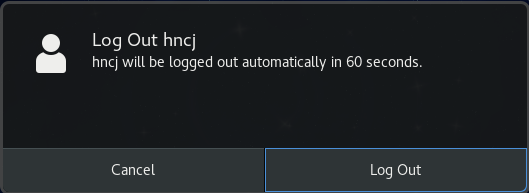 Log Out hncj
hncj will be logged out automatically in 60 seconds.
Cancel
Log Out